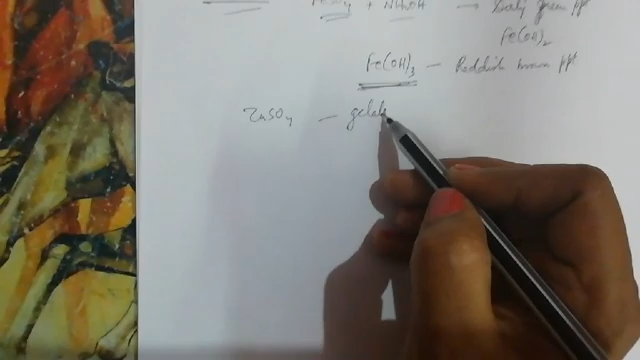 FeSO4 + NH4OH → Dirty green ppt
Fe(OH)2
Fe(OH)3 — Reddish brown ppt
ZnSO4 — gelat